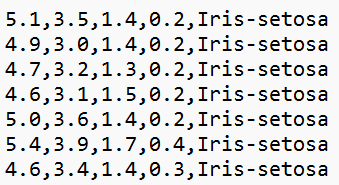 5.1,3.5,1.4,0.2,Iris-setosa
4.9,3.0,1.4,0.2,Iris-setosa
4.7,3.2,1.3,0.2,Iris-setosa
4.6,3.1,1.5,0.2,Iris-setosa
5.0,3.6,1.4,0.2,Iris-setosa
5.4,3.9,1.7,0.4,Iris-setosa
4.6,3.4,1.4,0.3,Iris-setosa